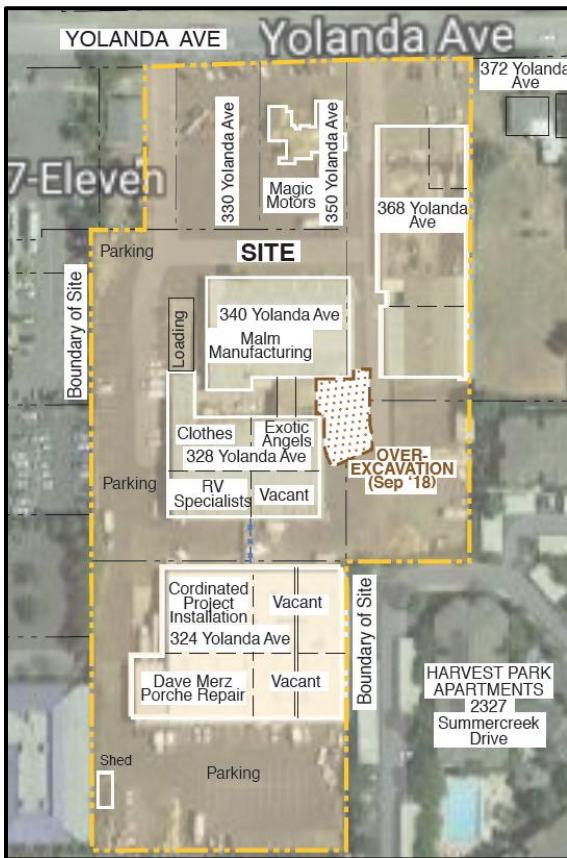 YOLANDA AVE
Yolanda Ave
372 Yolanda
Ave
7-Eleven
330 Yolanda Ave
Magic
Motors
350 Yolanda Ave
368 Yolanda
Ave
Parking
SITE
Boundary of Site
Loading
340 Yolanda Ave
Malm
Manufacturing
Clothes
Exotic
Angels
328 Yolanda Ave
RV
Specialists
Vacant
OVER-
EXCAVATION
(Sep '18)
Parking
Cordinated
Project
Installation
Vacant
324 Yolanda Ave
Dave Merz
Porche Repair
Vacant
Boundary of Site
HARVEST PARK
APARTMENTS
2327
Summercreek
Drive
Shed
Parking